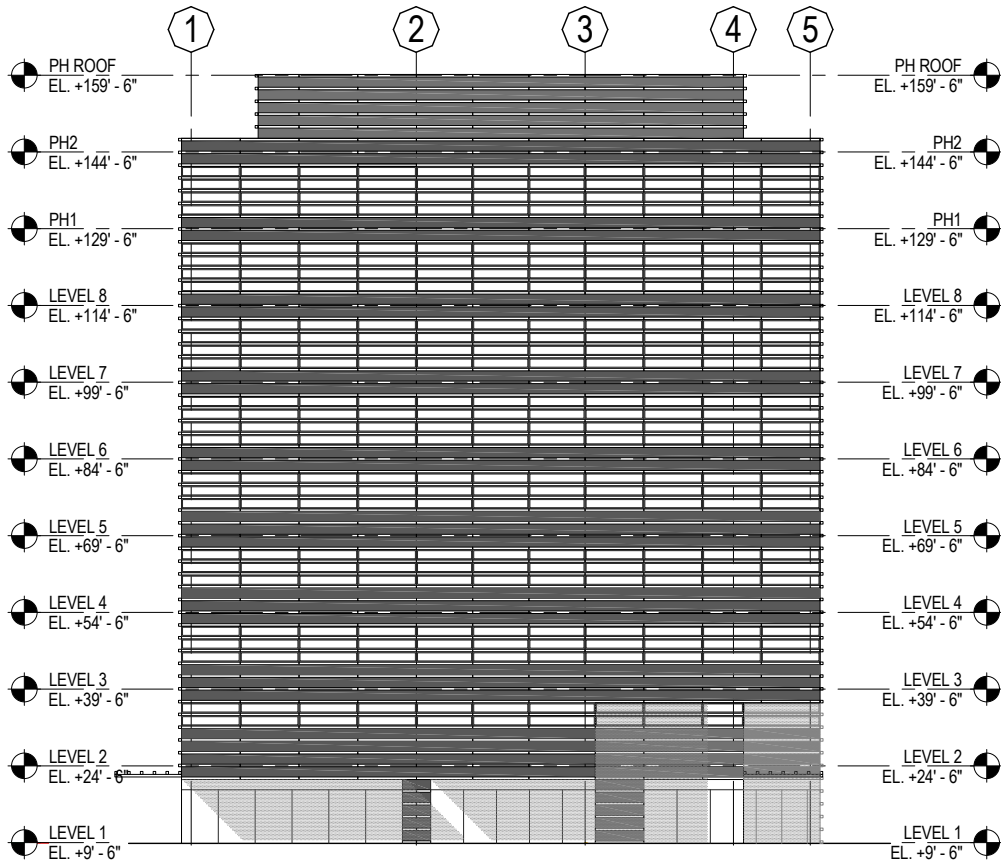 1 2 3 4 5
PH ROOF
EL. +159' - 6"
PH ROOF
EL. +159' - 6"
PH2
EL. +144' - 6"
PH2
EL. +144' - 6"
PH1
EL. +129' - 6"
PH1
EL. +129' - 6"
LEVEL 8
EL. +114' - 6"
LEVEL 8
EL. +114' - 6"
LEVEL 7
EL. +99' - 6"
LEVEL 7
EL. +99' - 6"
LEVEL 6
EL. +84' - 6"
LEVEL 6
EL. +84' - 6"
LEVEL 5
EL. +69' - 6"
LEVEL 5
EL. +69' - 6"
LEVEL 4
EL. +54' - 6"
LEVEL 4
EL. +54' - 6"
LEVEL 3
EL. +39' - 6"
LEVEL 3
EL. +39' - 6"
LEVEL 2
EL. +24' - 6"
LEVEL 2
EL. +24' - 6"
LEVEL 1
EL. +9' - 6"
LEVEL 1
EL. +9' - 6"